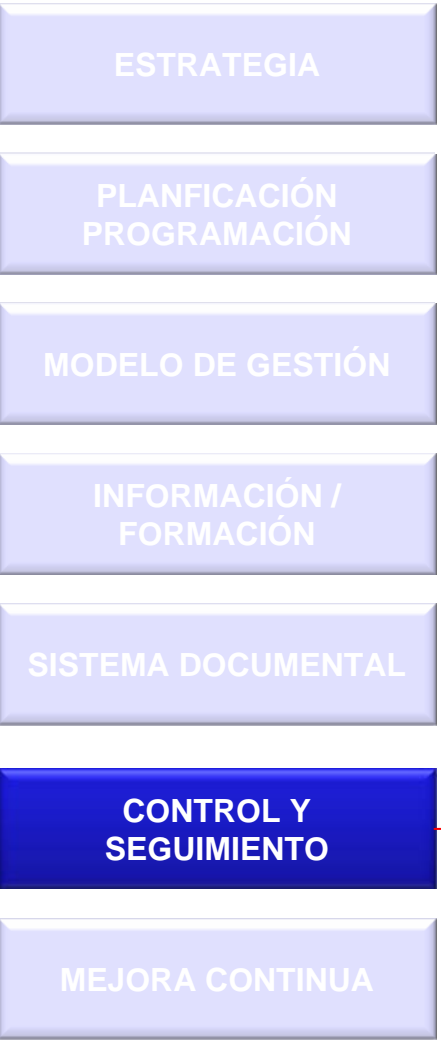 ESTRATEGIA
PLANFICACIÓN
PROGRAMACIÓN
MODELO DE GESTIÓN
INFORMACIÓN /
FORMACIÓN
SISTEMA DOCUMENTAL
CONTROL Y
SEGUIMIENTO
MEJORA CONTINUA